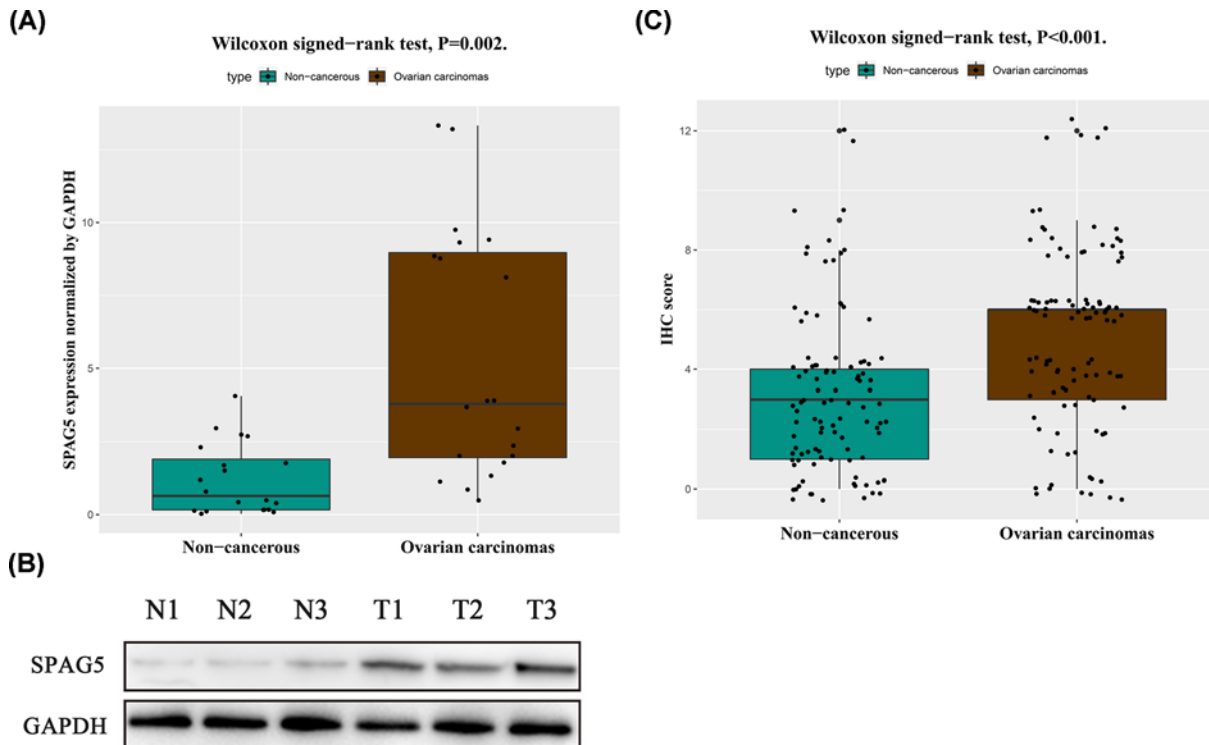 (A)
Wilcoxon signed−rank test, P=0.002.
type Non−cancerous Ovarian carcinomas
SPAG5 expression normalized by GAPDH
10
5
0
Non−cancerous Ovarian carcinomas
(B)
N1 N2 N3 T1 T2 T3
SPAG5
GAPDH
(C)
Wilcoxon signed−rank test, P<0.001.
type Non−cancerous Ovarian carcinomas
IHC score
12
8
4
0
Non−cancerous Ovarian carcinomas